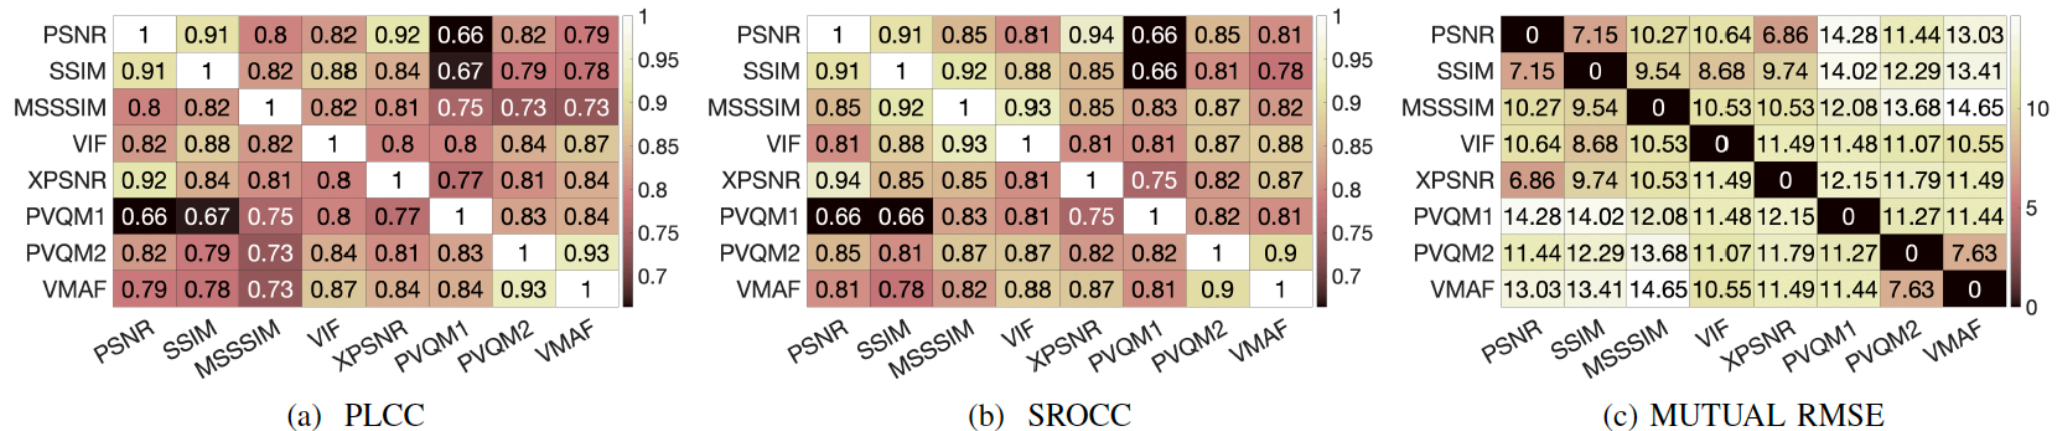 PSNR 1 0.91 0.8 0.82 0.92 0.66 0.82 0.79
SSIM 0.91 1 0.82 0.88 0.84 0.67 0.79 0.78
MSSSIM 0.8 0.82 1 0.82 0.81 0.75 0.73 0.73
VIF 0.82 0.88 0.82 1 0.8 0.8 0.84 0.87
XPSNR 0.92 0.84 0.81 0.8 1 0.77 0.81 0.84
PVQM1 0.66 0.67 0.75 0.8 0.77 1 0.83 0.84
PVQM2 0.82 0.79 0.73 0.84 0.81 0.83 1 0.93
VMAF 0.79 0.78 0.73 0.87 0.84 0.84 0.93 1
PSNR SSIM MSSSIM VIF XPSNR PVQM1 PVQM2 VMAF
1
0.95
0.9
0.85
0.8
0.75
0.7
(a) PLCC
PSNR 1 0.91 0.85 0.81 0.94 0.66 0.85 0.81
SSIM 0.91 1 0.92 0.88 0.85 0.66 0.81 0.78
MSSSIM 0.85 0.92 1 0.93 0.85 0.83 0.87 0.82
VIF 0.81 0.88 0.93 1 0.81 0.81 0.87 0.88
XPSNR 0.94 0.85 0.85 0.81 1 0.75 0.82 0.87
PVQM1 0.66 0.66 0.83 0.81 0.75 1 0.82 0.81
PVQM2 0.85 0.81 0.87 0.87 0.82 0.82 1 0.9
VMAF 0.81 0.78 0.82 0.88 0.87 0.81 0.9 1
PSNR SSIM MSSSIM VIF XPSNR PVQM1 PVQM2 VMAF
1
0.95
0.9
0.85
0.8
0.75
0.7
(b) SROCC
PSNR 0 7.15 10.27 10.64 6.86 14.28 11.44 13.03
SSIM 7.15 0 9.54 8.68 9.74 14.02 12.29 13.41
MSSSIM 10.27 9.54 0 10.53 10.53 12.08 13.68 14.65
VIF 10.64 8.68 10.53 0 11.49 11.48 11.07 10.55
XPSNR 6.86 9.74 10.53 11.49 0 12.15 11.79 11.49
PVQM1 14.28 14.02 12.08 11.48 12.15 0 11.27 11.44
PVQM2 11.44 12.29 13.68 11.07 11.79 11.27 0 7.63
VMAF 13.03 13.41 14.65 10.55 11.49 11.44 7.63 0
PSNR SSIM MSSSIM VIF XPSNR PVQM1 PVQM2 VMAF
10
5
0
(c) MUTUAL RMSE